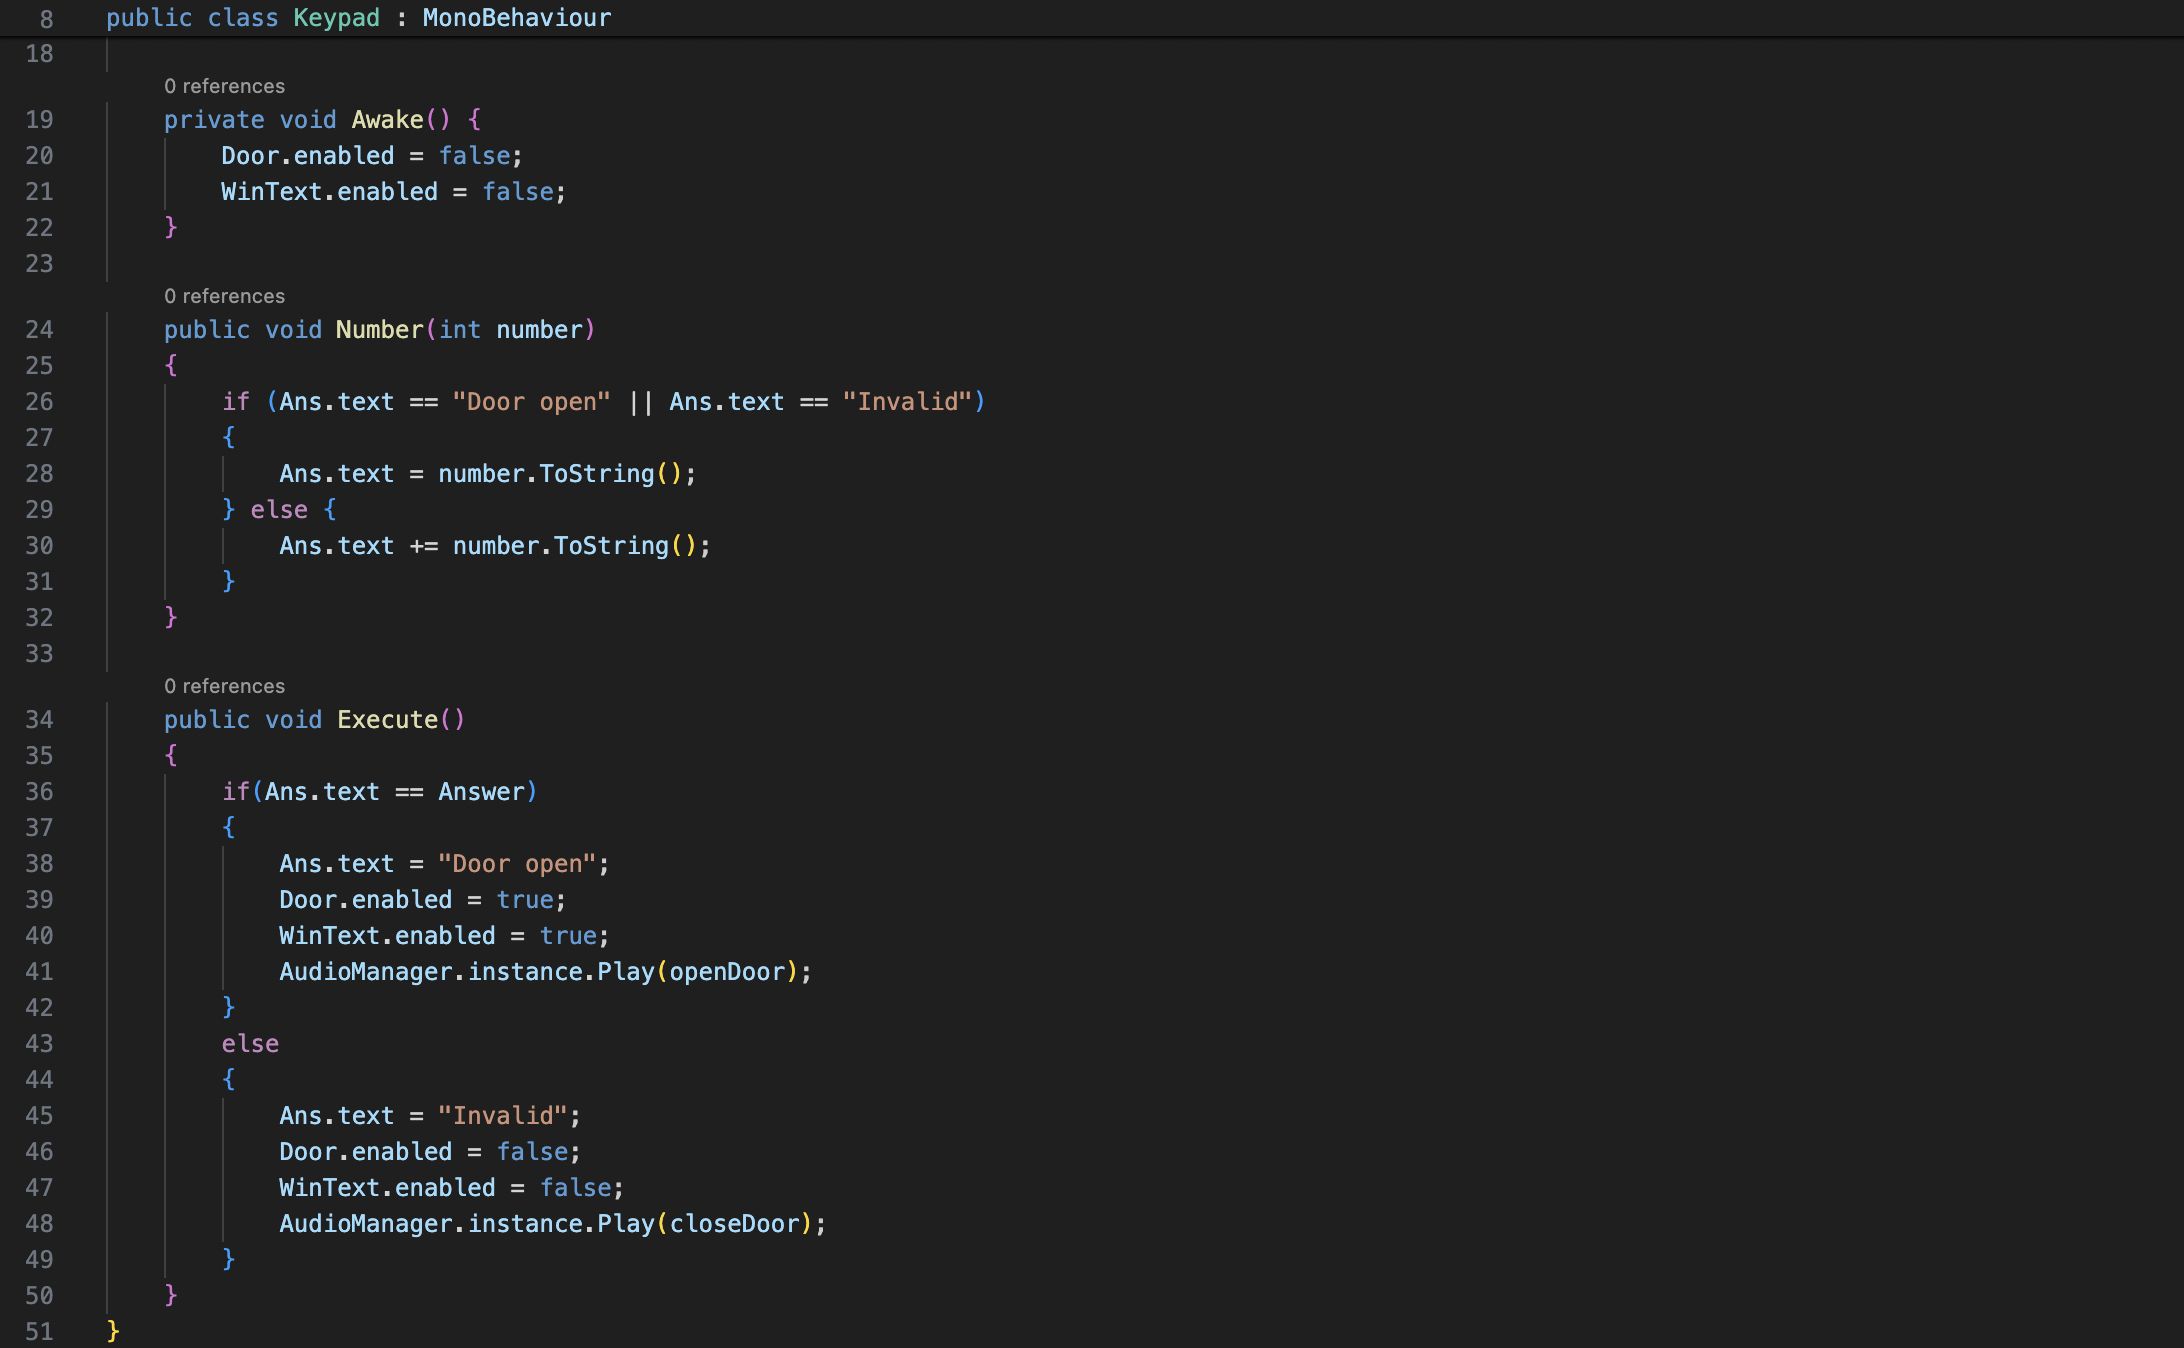 8 public class Keypad : MonoBehaviour
18
0 references
19 private void Awake() {
20 Door.enabled = false;
21 WinText.enabled = false;
22 }
23
0 references
24 public void Number(int number)
25 {
26 if (Ans.text == "Door open" || Ans.text == "Invalid")
27 {
28 Ans.text = number.ToString();
29 } else {
30 Ans.text += number.ToString();
31 }
32 }
33
0 references
34 public void Execute()
35 {
36 if(Ans.text == Answer)
37 {
38 Ans.text = "Door open";
39 Door.enabled = true;
40 WinText.enabled = true;
41 AudioManager.instance.Play(openDoor);
42 }
43 else
44 {
45 Ans.text = "Invalid";
46 Door.enabled = false;
47 WinText.enabled = false;
48 AudioManager.instance.Play(closeDoor);
49 }
50 }
51 }